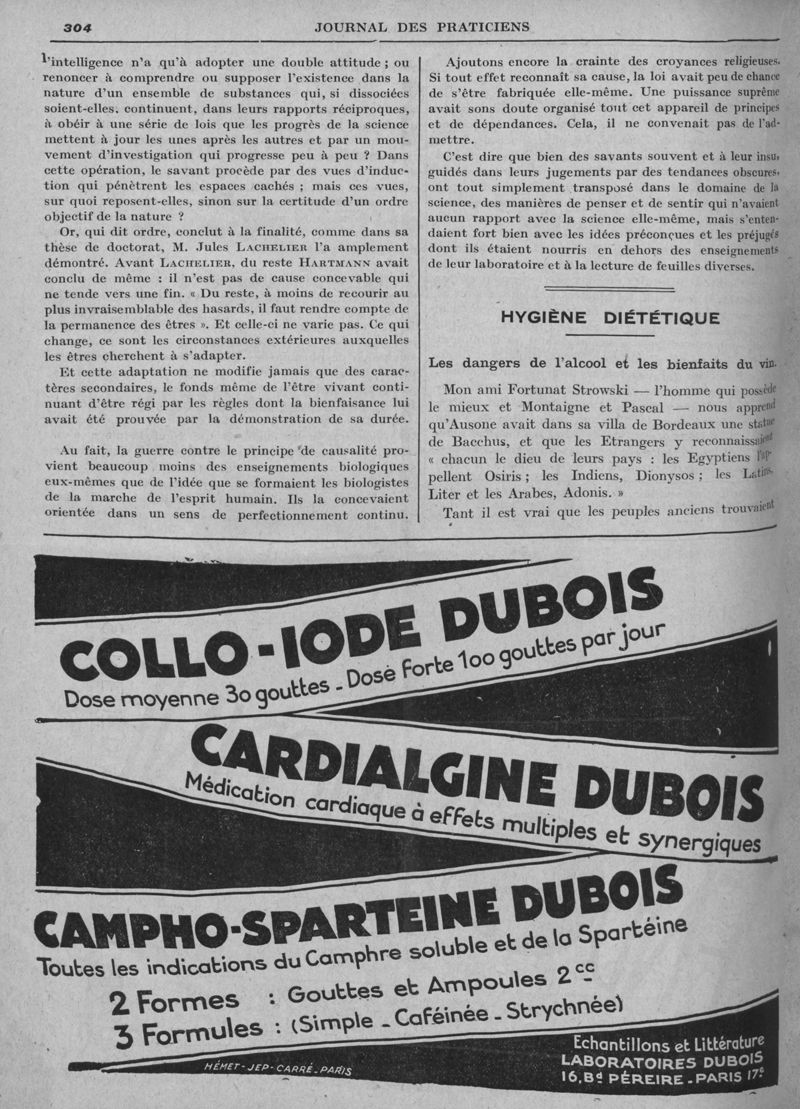 304
JOURNAL DES PRATICIENS
l'intelligence n'a qu'à adopter une double attitude ; ou
renoncer à comprendre ou supposer l'existence dans la
nature d'un ensemble de substances qui, si dissociées
soient-elles, continuent, dans leurs rapports réciproques,
à obéir à une série de lois que les progrès de la science
mettent à jour les unes après les autres et par un mou-
vement d'investigation qui progresse peu à peu ? Dans
cette opération, le savant procède par des vues d'induc-
tion qui pénètrent les espaces cachés ; mais ces vues,
sur quoi reposent-elles, sinon sur la certitude d'un ordre
objectif de la nature ?
Or, qui dit ordre, conclut à la finalité, comme dans sa
thèse de doctorat, M. Jules LACHELIER l'a amplement
démontré. Avant LACHELIER, du reste HARTMANN avait
conclu de même : il n'est pas de cause concevable qui
ne tende vers une fin. « Du reste, à moins de recourir au
plus invraisemblable des hasards, il faut rendre compte de
la permanence des êtres ». Et celle-ci ne varie pas. Ce qui
change, ce sont les circonstances extérieures auxquelles
les êtres cherchent à s'adapter.
Et cette adaptation ne modifie jamais que des carac-
tères secondaires, le fonds même de l'être vivant conti-
nuant d'être régi par les règles dont la bienfaisance lui
avait été prouvée par la démonstration de sa durée.
Au fait, la guerre contre le principe de causalité pro-
vient beaucoup moins des enseignements biologiques
eux-mêmes que de l'idée que se formaient les biologistes
de la marche de l'esprit humain. Ils la concevaient
orientée dans un sens de perfectionnement continu.
Ajoutons encore la crainte des croyances religieuses.
Si tout effet reconnaît sa cause, la loi avait peu de chance
de s'être fabriquée elle-même. Une puissance suprême
avait sons doute organisé tout cet appareil de principes
et de dépendances. Cela, il ne convenait pas de l'ad-
mettre.
C'est dire que bien des savants souvent et à leur insu,
guidés dans leurs jugements par des tendances obscures,
ont tout simplement transposé dans le domaine de la
science, des manières de penser et de sentir qui n'avaient
aucun rapport avec la science elle-même, mais s'enten-
daient fort bien avec les idées préconçues et les préjugés
dont ils étaient nourris en dehors des enseignements
de leur laboratoire et à la lecture de feuilles diverses.
HYGIÈNE DIÉTÉTIQUE
Les dangers de l'alcool et les bienfaits du vin.
Mon ami Fortunat Strowski — l'homme qui possède
le mieux et Montaigne et Pascal — nous apprend
qu'Ausone avait dans sa villa de Bordeaux une statue
de Bacchus, et que les Etrangers y reconnaissaient
« chacun le dieu de leurs pays : les Egyptiens l'ap-
pellent Osiris ; les Indiens, Dionysos ; les Latins,
Liter et les Arabes, Adonis. »
Tant il est vrai que les peuples anciens trouvaient
COLLO-IODE DUBOIS
Dose moyenne 30 gouttes - Dose forte 100 gouttes par jour
CARDIALGINE DUBOIS
Médication cardiaque à effets multiples et synergiques
CAMPHO-SPARTEINE DUBOIS
Toutes les indications du Camphre soluble et de la Spartéine
2 Formes : Gouttes et Ampoules 2cc
3 Formules : (Simple - Caféinée - Strychnée)
Echantillons et Littérature
LABORATOIRES DUBOIS
16, Bd PÉREIRE - PARIS 17e
HÉMET-JEP-CARRÉ-PARIS